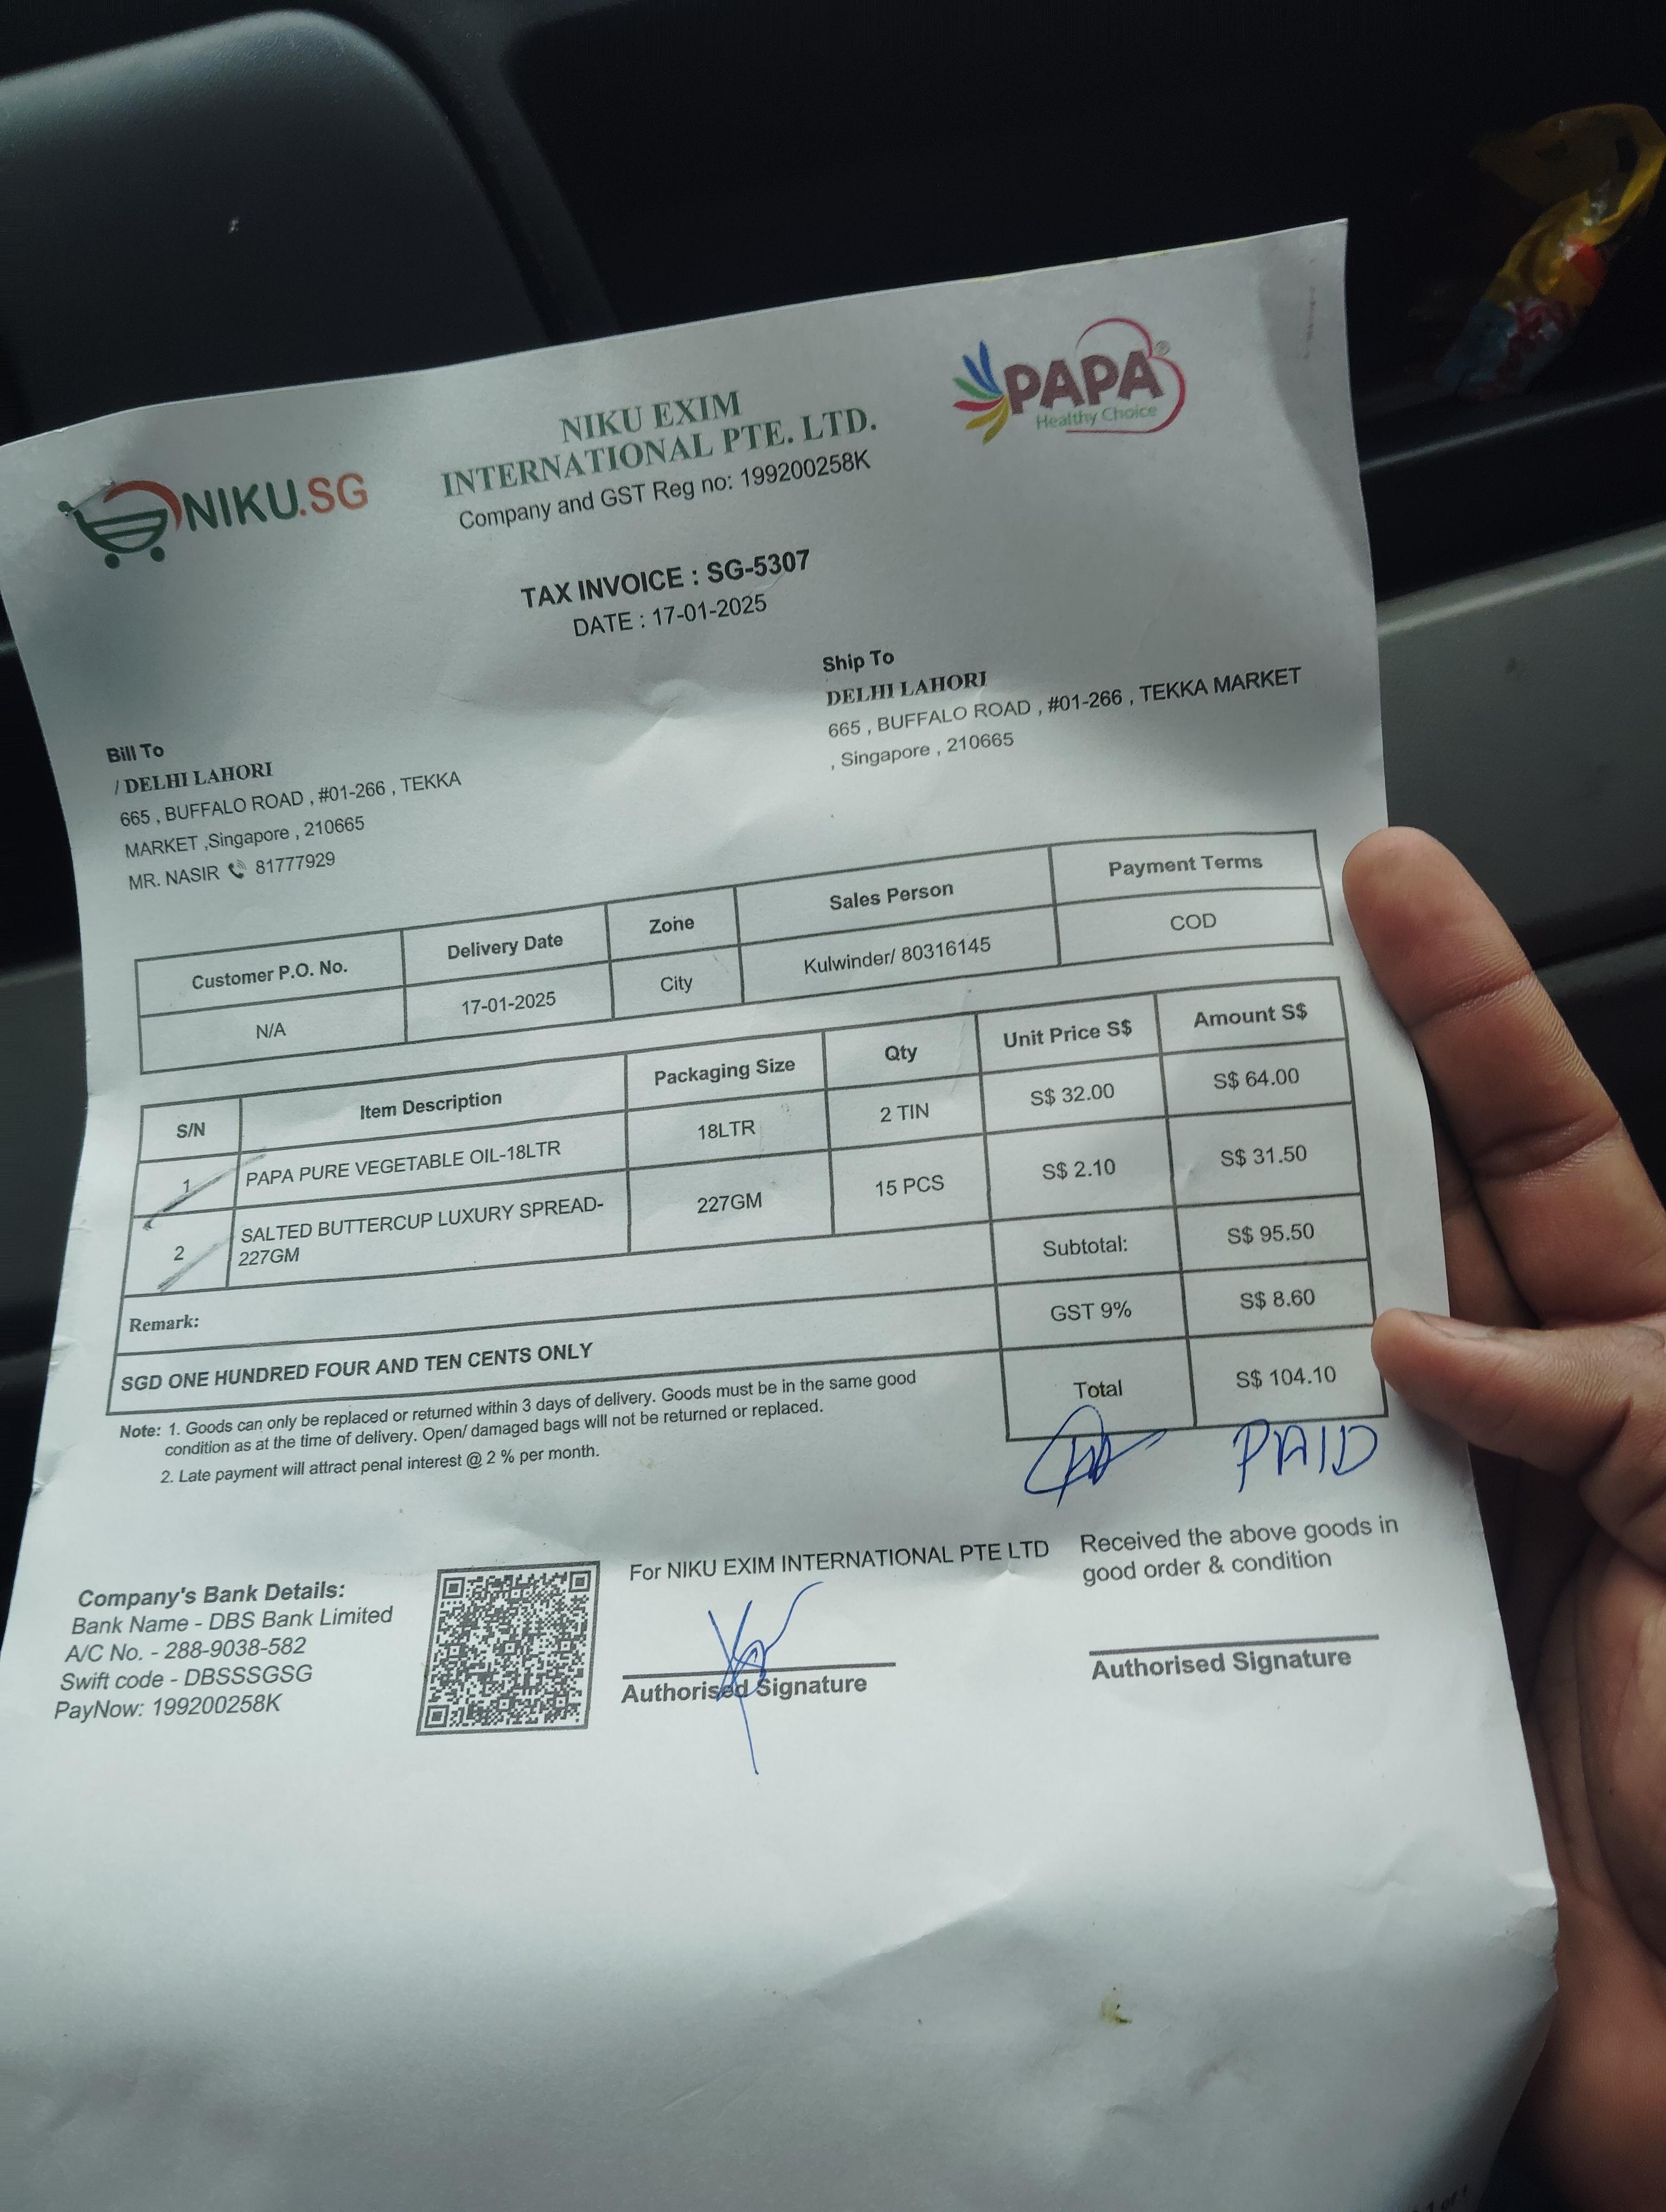 NIKU.SG
NIKU EXIM
INTERNATIONAL PTE. LTD.
Company and GST Reg no: 199200258K
PAPA®
Healthy Choice
TAX INVOICE : SG-5307
DATE : 17-01-2025
Bill To
/ DELHI LAHORI
665 , BUFFALO ROAD , #01-266 , TEKKA
MARKET ,Singapore , 210665
MR. NASIR 81777929
Ship To
DELHI LAHORI
665 , BUFFALO ROAD , #01-266 , TEKKA MARKET
, Singapore , 210665
Customer P.O. No. Delivery Date Zone Sales Person Payment Terms
N/A 17-01-2025 City Kulwinder/ 80316145 COD
S/N Item Description Packaging Size Qty Unit Price S$ Amount S$
1 PAPA PURE VEGETABLE OIL-18LTR 18LTR 2 TIN S$ 32.00 S$ 64.00
2 SALTED BUTTERCUP LUXURY SPREAD- 227GM 15 PCS S$ 2.10 S$ 31.50
227GM
Subtotal: S$ 95.50
Remark:
GST 9% S$ 8.60
SGD ONE HUNDRED FOUR AND TEN CENTS ONLY
Total S$ 104.10
Note: 1. Goods can only be replaced or returned within 3 days of delivery. Goods must be in the same good
condition as at the time of delivery. Open/ damaged bags will not be returned or replaced.
2. Late payment will attract penal interest @ 2 % per month.
PAID
Company's Bank Details:
Bank Name - DBS Bank Limited
A/C No. - 288-9038-582
Swift code - DBSSSGSG
PayNow: 199200258K
For NIKU EXIM INTERNATIONAL PTE LTD
Authorised Signature
Received the above goods in
good order & condition
Authorised Signature